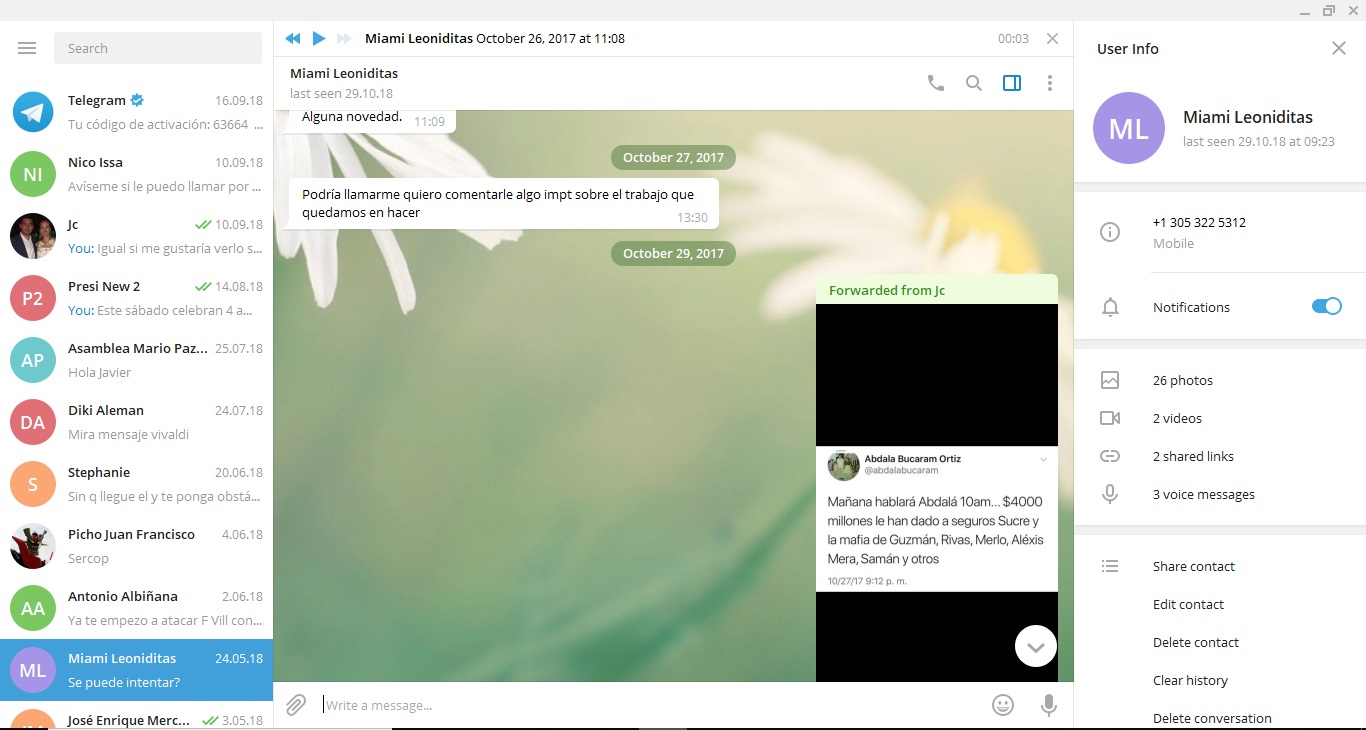 Search
Telegram 16.09.18
Tu código de activación: 63664 ...
NI
Nico Issa 10.09.18
Avíseme si le puedo llamar por ...
Jc 10.09.18
You: Igual si me gustaría verlo s...
P2
Presi New 2 14.08.18
You: Este sábado celebran 4 a...
AP
Asamblea Mario Paz... 25.07.18
Hola Javier
DA
Diki Aleman 24.07.18
Mira mensaje vivaldi
S
Stephanie 20.06.18
Sin q llegue el y te ponga obstá...
Picho Juan Francisco 4.06.18
Sercop
AA
Antonio Albiñana 2.06.18
Ya te empezo a atacar F Vill con...
ML
Miami Leoniditas 24.05.18
Se puede intentar?
José Enrique Merc... 3.05.18
Miami Leoniditas October 26, 2017 at 11:08 00:03
Miami Leoniditas
last seen 29.10.18
Alguna novedad. 11:09
October 27, 2017
Podría llamarme quiero comentarle algo impt sobre el trabajo que
quedamos en hacer 13:30
October 29, 2017
Forwarded from Jc
Abdala Bucaram Ortiz
@abdalabucaram
Mañana hablará Abdalá 10am... $4000
millones le han dado a seguros Sucre y
la mafia de Guzmán, Rivas, Merlo, Aléxis
Mera, Samán y otros
10/27/17 9:12 p. m.
Write a message...
User Info
ML
Miami Leoniditas
last seen 29.10.18 at 09:23
+1 305 322 5312
Mobile
Notifications
26 photos
2 videos
2 shared links
3 voice messages
Share contact
Edit contact
Delete contact
Clear history
Delete conversation